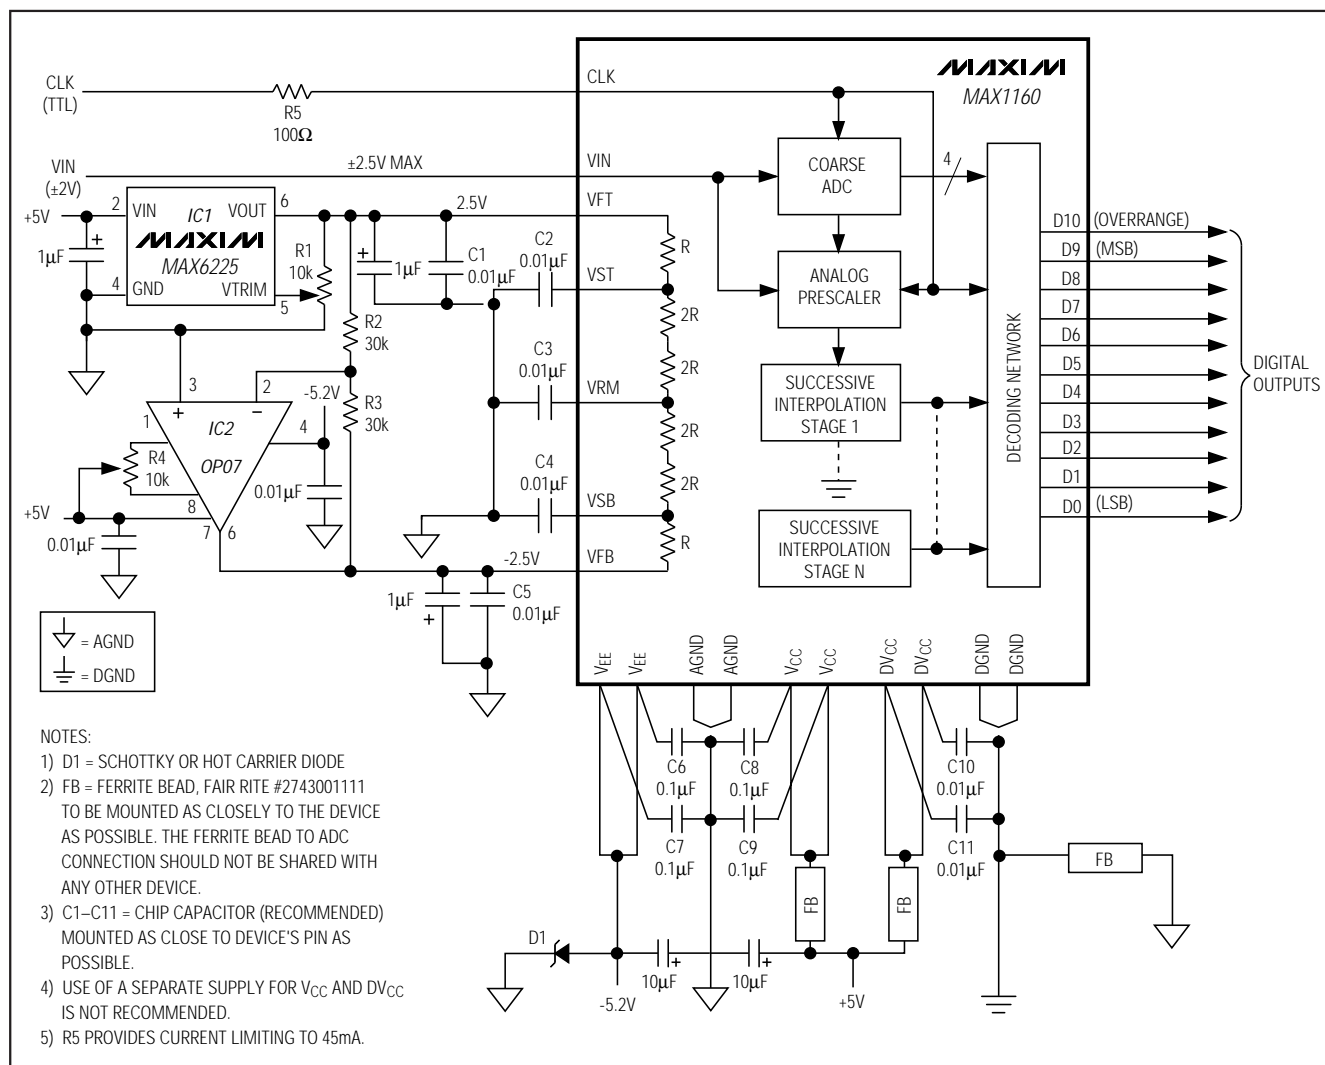 MAXIM
MAX1160
CLK
(TTL)
R5
100Ω
CLK
VIN
(±2V)
±2.5V MAX
VIN
COARSE
ADC
4
+5V
2
VIN
IC1
VOUT
6
MAXIM
MAX6225
4
GND
VTRIM
5
+
1μF
R1
10k
2.5V
VFT
+
1μF
C1
0.01μF
C2
0.01μF
VST
R
2R
2R
ANALOG
PRESCALER
R2
30k
C3
0.01μF
VRM
2R
2R
SUCCESSIVE
INTERPOLATION
STAGE 1
DECODING NETWORK
3
2
-5.2V
+
−
1
4
IC2
OP07
R3
30k
R4
10k
8
+5V
7
6
0.01μF
0.01μF
C4
0.01μF
VSB
R
SUCCESSIVE
INTERPOLATION
STAGE N
-2.5V
VFB
1μF
+
C5
0.01μF
D10
(OVERRANGE)
D9
(MSB)
D8
D7
D6
D5
D4
D3
D2
D1
D0
(LSB)
DIGITAL
OUTPUTS
= AGND
= DGND
VEE
VEE
AGND
AGND
VCC
VCC
DVCC
DVCC
DGND
DGND
C6
0.1μF
C8
0.1μF
C10
0.01μF
C7
0.1μF
C9
0.1μF
C11
0.01μF
FB
FB
FB
D1
+
10μF
+
10μF
-5.2V
+5V
NOTES:
1) D1 = SCHOTTKY OR HOT CARRIER DIODE
2) FB = FERRITE BEAD, FAIR RITE #2743001111
TO BE MOUNTED AS CLOSELY TO THE DEVICE
AS POSSIBLE. THE FERRITE BEAD TO ADC
CONNECTION SHOULD NOT BE SHARED WITH
ANY OTHER DEVICE.
3) C1–C11 = CHIP CAPACITOR (RECOMMENDED)
MOUNTED AS CLOSE TO DEVICE'S PIN AS
POSSIBLE.
4) USE OF A SEPARATE SUPPLY FOR VCC AND DVCC
IS NOT RECOMMENDED.
5) R5 PROVIDES CURRENT LIMITING TO 45mA.